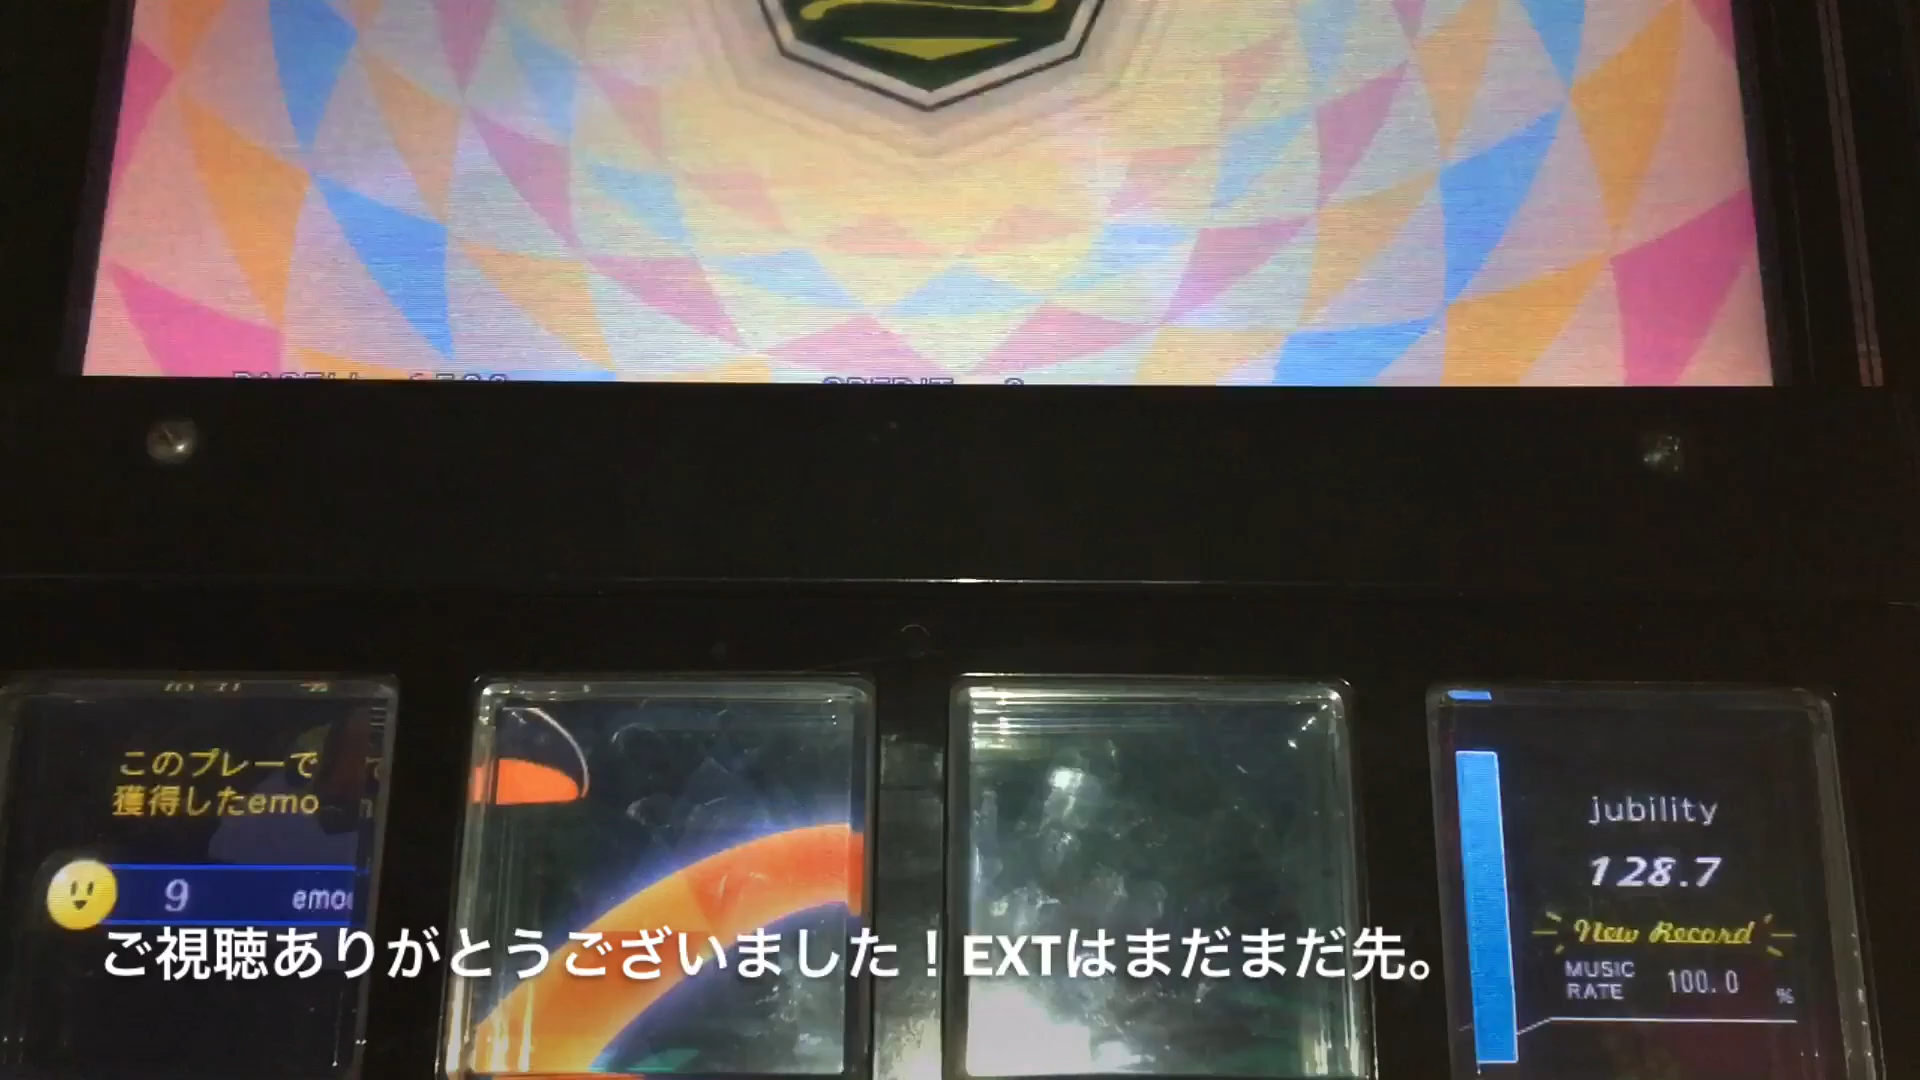 このプレーで
獲得したemo
9
jubility
128.7
New Record
MUSIC
RATE 100.0 %
ご視聴ありがとうございました！EXTはまだまだ先。